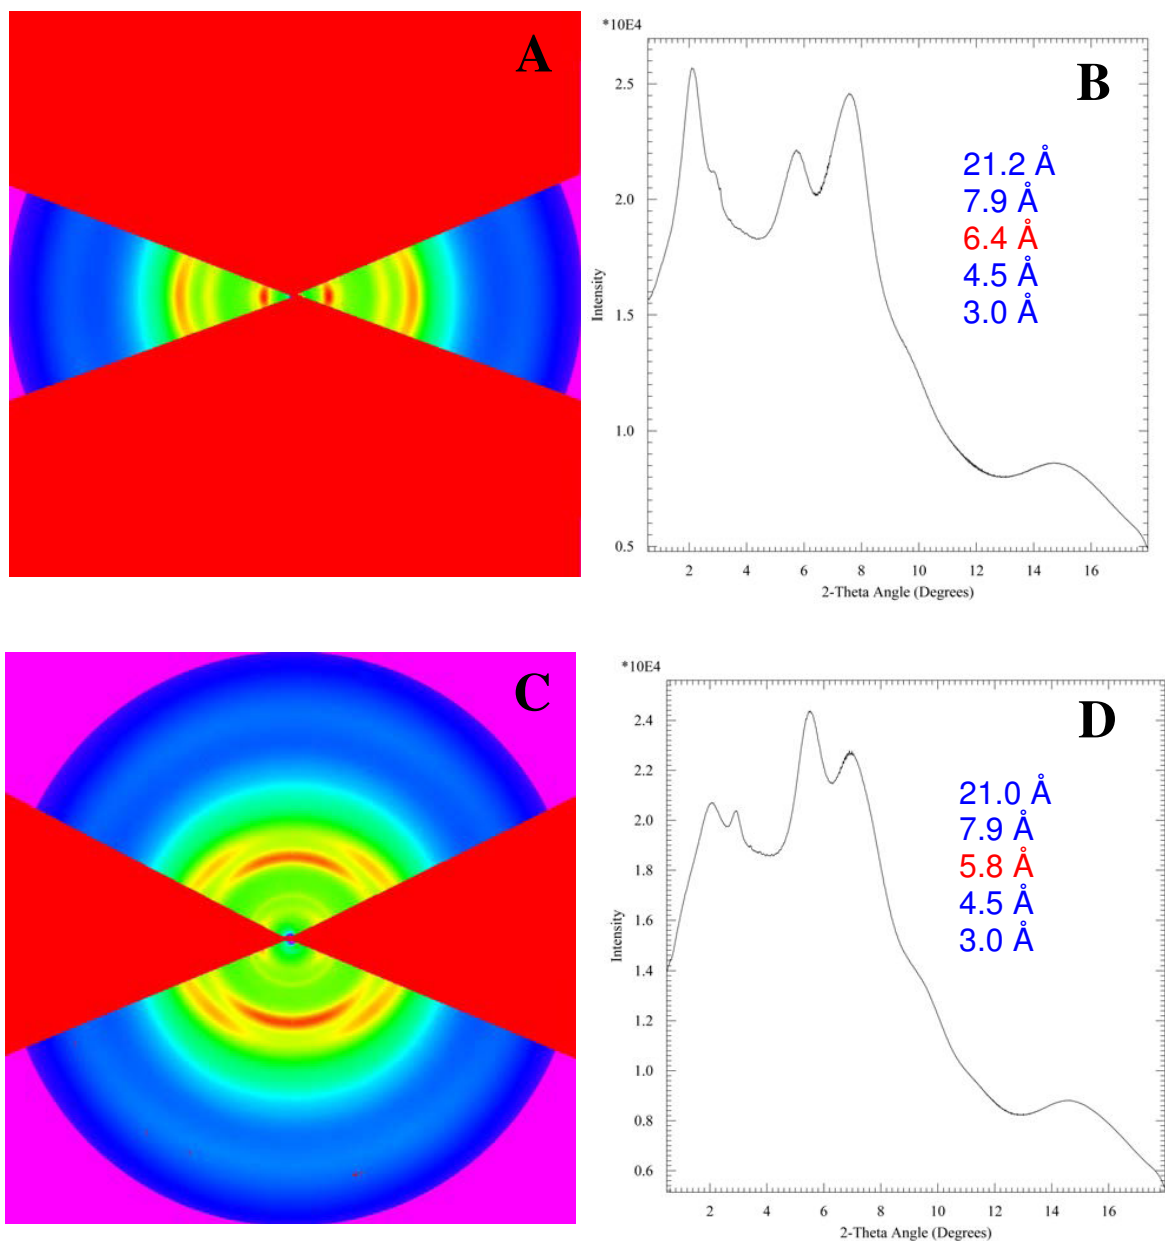 A
*10E4
B
2.5
2.0
1.5
1.0
0.5
Intensity
21.2 Å
7.9 Å
6.4 Å
4.5 Å
3.0 Å
2 4 6 8 10 12 14 16
2-Theta Angle (Degrees)
C
*10E4
D
2.4
2.2
2.0
1.8
1.6
1.4
1.2
1.0
0.8
0.6
Intensity
21.0 Å
7.9 Å
5.8 Å
4.5 Å
3.0 Å
2 4 6 8 10 12 14 16
2-Theta Angle (Degrees)